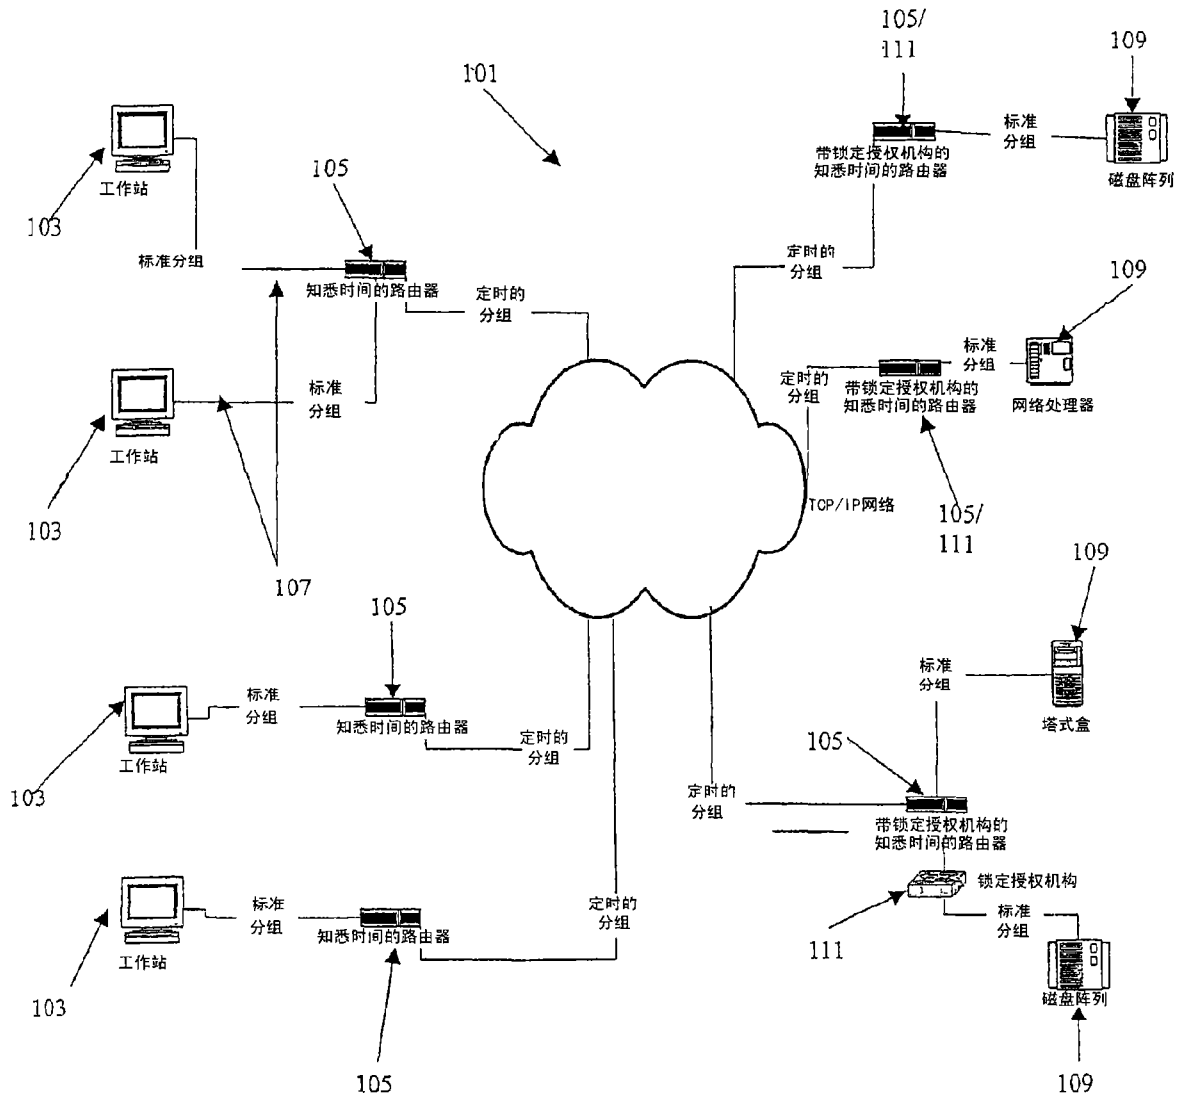 105/
111
109
101
标准
分组
带锁定授权机构的
知悉时间的路由器
磁盘阵列
工作站
103
105
标准分组
知悉时间的路由器
定时的
分组
定时的
分组
109
标准
分组
定时的
分组
带锁定授权机构的
知悉时间的路由器
网络处理器
标准
分组
工作站
103
TCP/IP网络
105/
111
107
109
105
标准
分组
塔式盒
标准
分组
知悉时间的路由器
定时的
分组
工作站
103
105
定时的
分组
带锁定授权机构的
知悉时间的路由器
锁定授权机构
111
标准
分组
磁盘阵列
109
标准
分组
知悉时间的路由器
定时的
分组
工作站
103
105